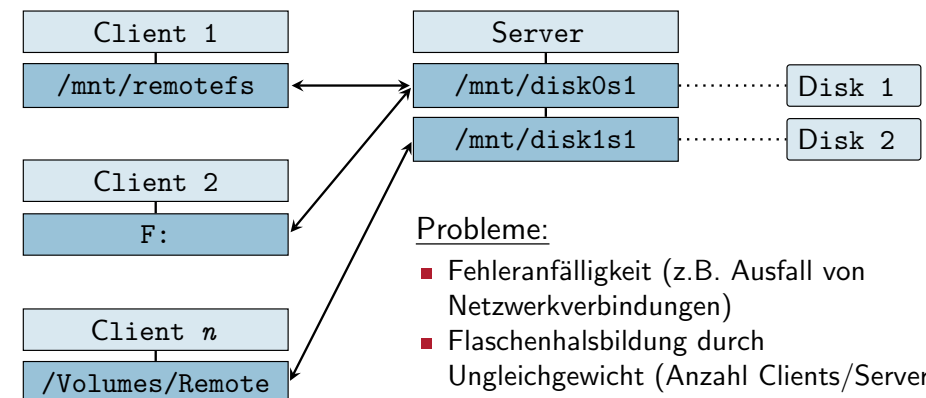 Client 1
/mnt/remotefs
Client 2
F:
Client n
/Volumes/Remote
Server
/mnt/disk0s1
/mnt/disk1s1
Disk 1
Disk 2
Probleme:
Fehleranfälligkeit (z.B. Ausfall von
Netzwerkverbindungen)
Flaschenhalsbildung durch
Ungleichgewicht (Anzahl Clients/Server